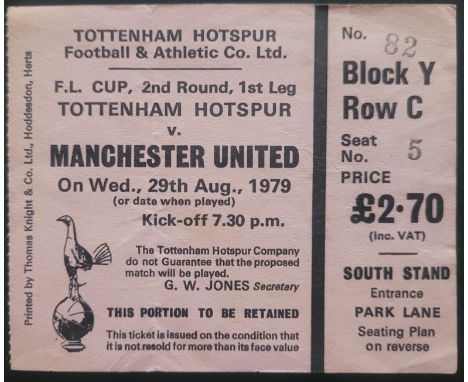 Printed by Thomas Knight & Co. Ltd., Hoddesdon, Herts
TOTTENHAM HOTSPUR
Football & Athletic Co. Ltd.
F.L. CUP, 2nd Round, 1st Leg
TOTTENHAM HOTSPUR
v.
MANCHESTER UNITED
On Wed., 29th Aug., 1979
(or date when played)
Kick-off 7.30 p.m.
The Tottenham Hotspur Company
do not Guarantee that the proposed
match will be played.
G. W. JONES Secretary
THIS PORTION TO BE RETAINED
This ticket is issued on the condition that
it is not resold for more than its face value
No. 82
Block Y
Row C
Seat
No. 5
PRICE
£2·70
(inc. VAT)
SOUTH STAND
Entrance
PARK LANE
Seating Plan
on reverse